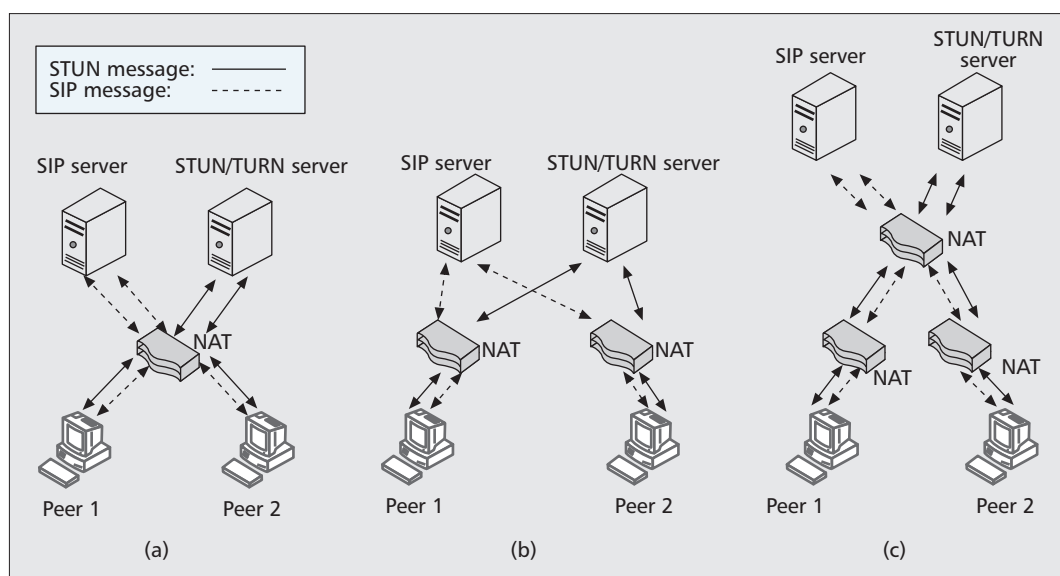 STUN message:
SIP message:
SIP server
STUN/TURN server
NAT
Peer 1
Peer 2
(a)
SIP server
STUN/TURN server
NAT
NAT
Peer 1
Peer 2
(b)
SIP server
STUN/TURN
server
NAT
NAT
NAT
Peer 1
Peer 2
(c)